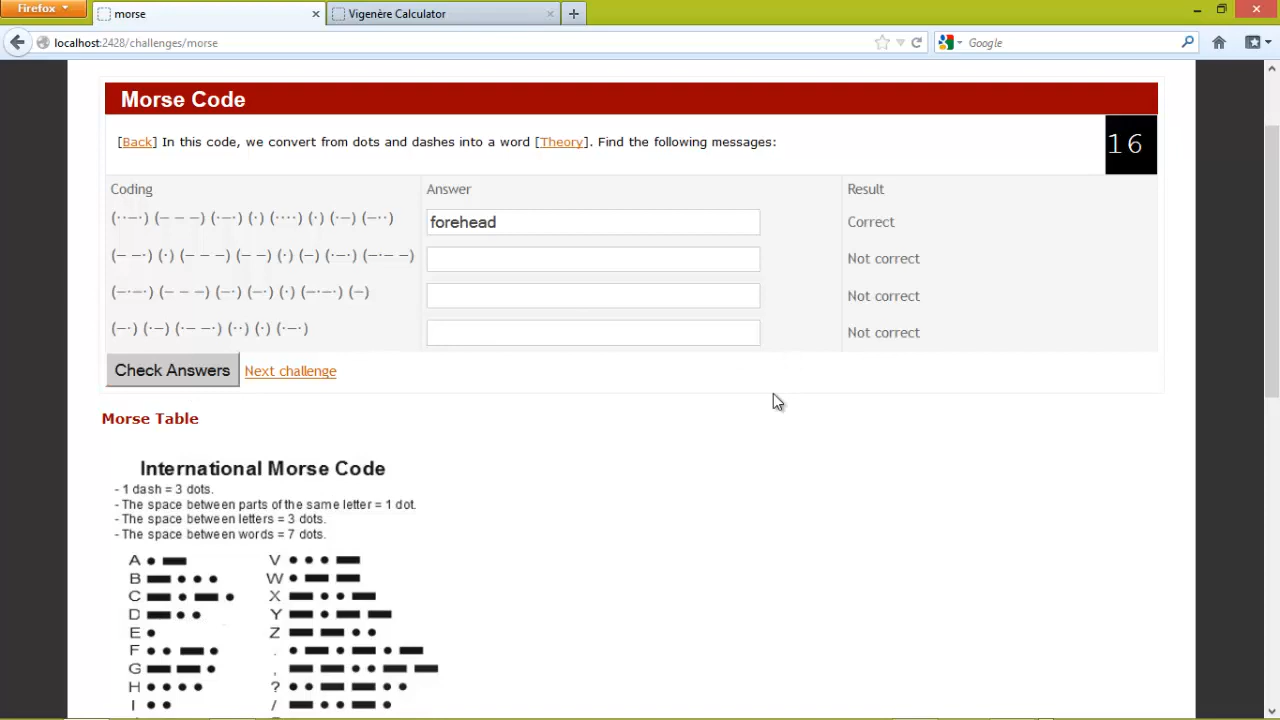 Firefox
morse
Vigenère Calculator
localhost:2428/challenges/morse
Google
Morse Code
[Back] In this code, we convert from dots and dashes into a word [Theory]. Find the following messages:
16
Coding Answer Result
(··–·) (– – –) (·–·) (·) (····) (·) (·–) (–··) forehead Correct
(– –·) (·) (– – –) (– –) (·) (–) (·–·) (–·– –) Not correct
(–·–·) (– – –) (–·) (–·) (·) (–·–·) (–) Not correct
(–·) (·–) (·– –·) (··) (·) (·–·) Not correct
Check Answers Next challenge
Morse Table
International Morse Code
- 1 dash = 3 dots.
- The space between parts of the same letter = 1 dot.
- The space between letters = 3 dots.
- The space between words = 7 dots.
A •– V •••–
B –••• W •––
C –•–• X –••–
D –•• Y –•––
E • Z ––••
F ••–• . •–•–•–
G ––• , ––••––
H •••• ? ••––••
I •• / –••–•